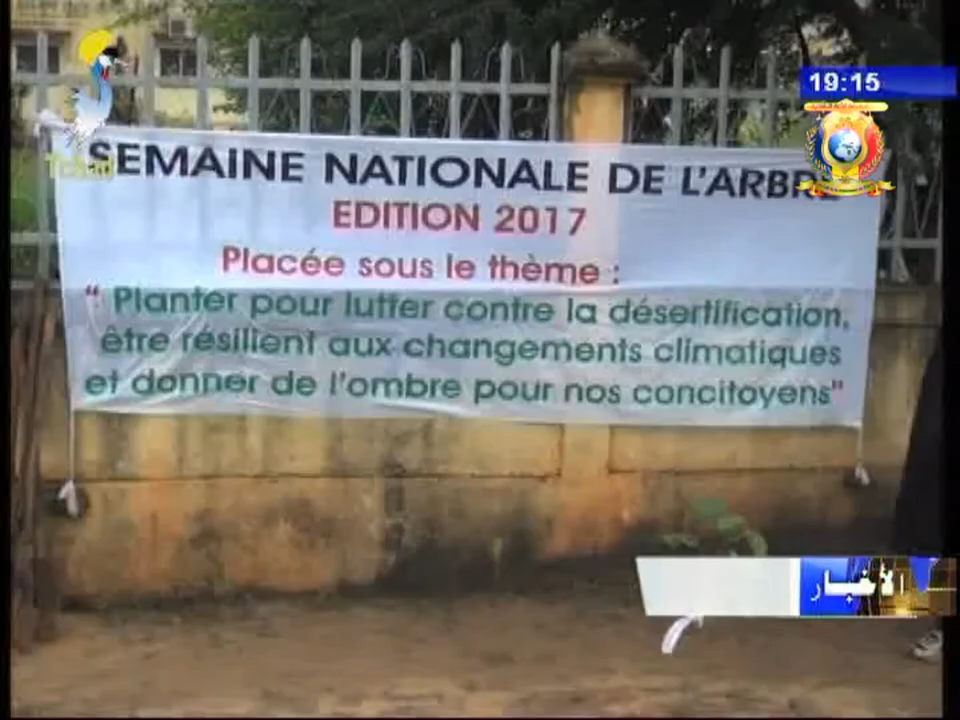 19:15
SEMAINE NATIONALE DE L'ARBRE
EDITION 2017
Placée sous le thème :
" Planter pour lutter contre la désertification,
être résilient aux changements climatiques
et donner de l'ombre pour nos concitoyens"
الأخبار